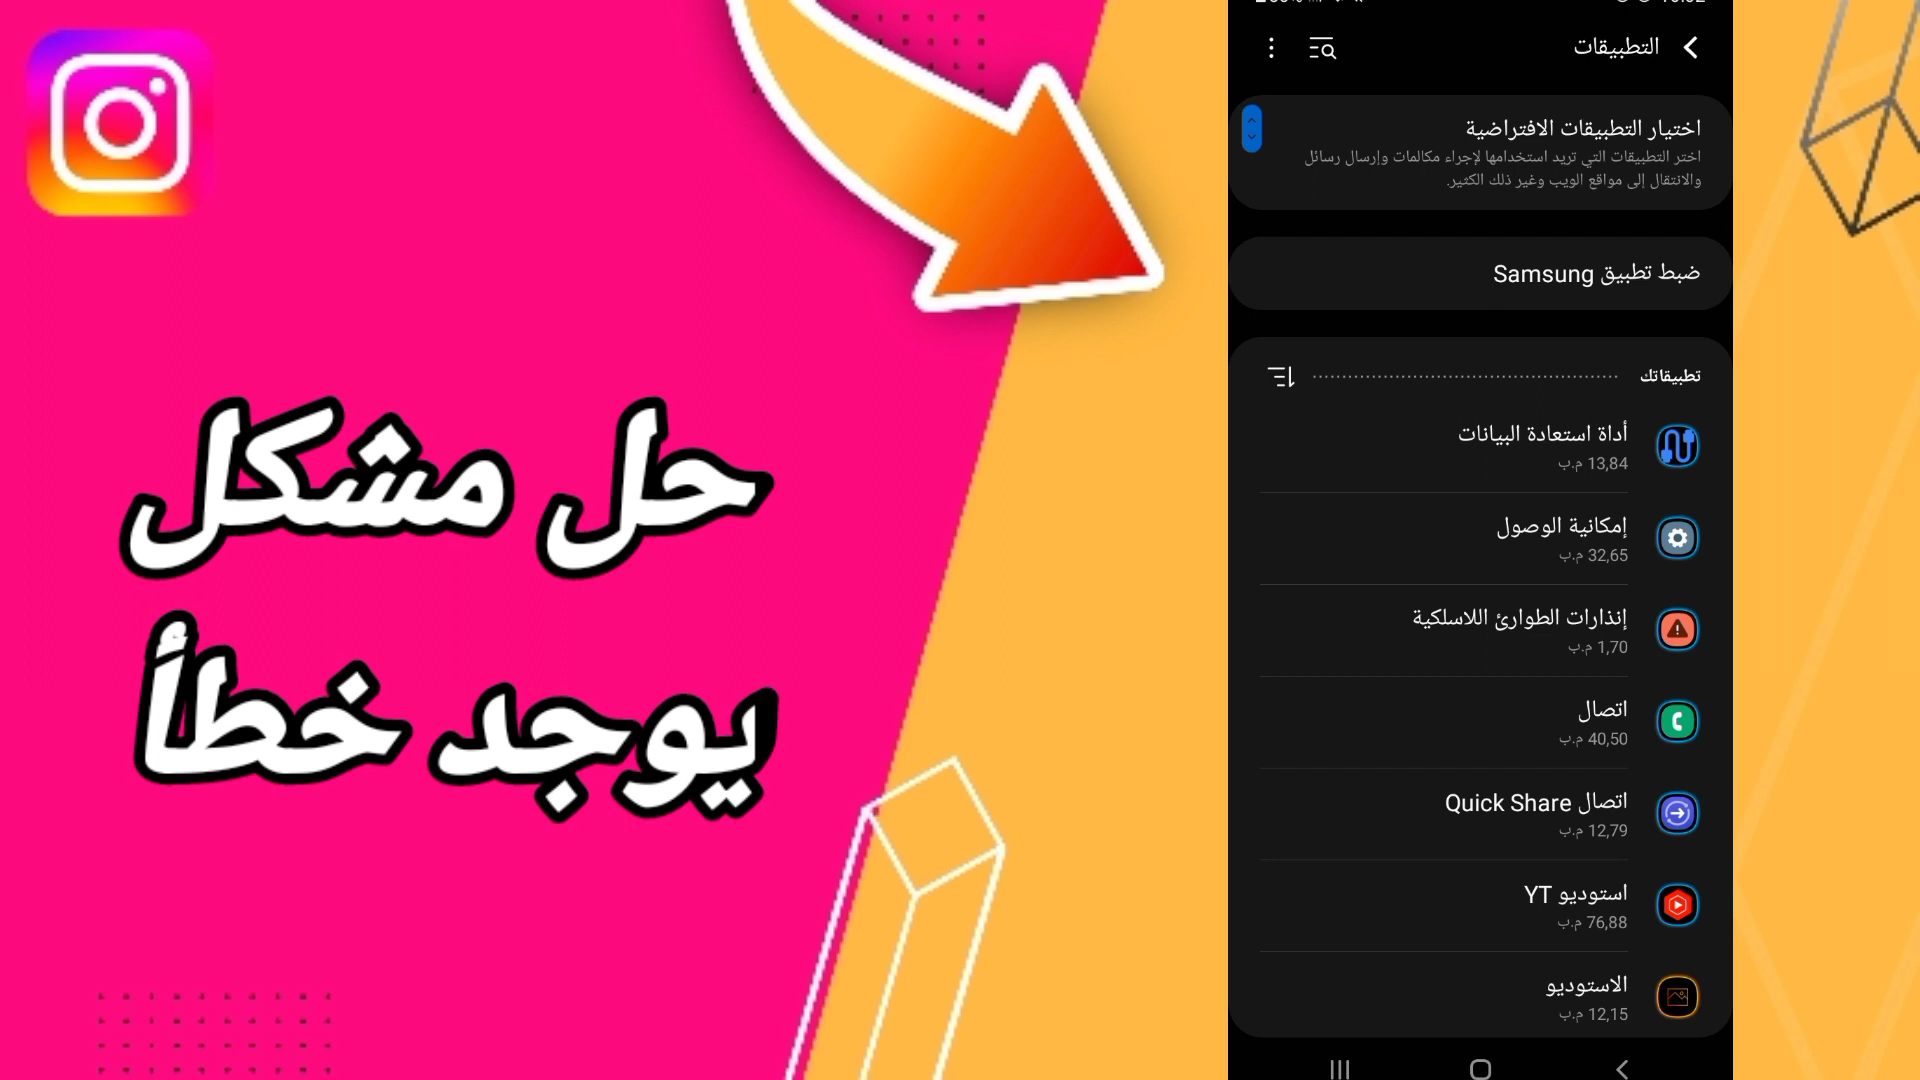 حل مشكل
يوجد خطأ
التطبيقات
اختيار التطبيقات الافتراضية
اختر التطبيقات التي تريد استخدامها لإجراء مكالمات وإرسال رسائل
والانتقال إلى مواقع الويب وغير ذلك الكثير.
ضبط تطبيق Samsung
تطبيقاتك
أداة استعادة البيانات
13,84 م.ب
إمكانية الوصول
32,65 م.ب
إنذارات الطوارئ اللاسلكية
1,70 م.ب
اتصال
40,50 م.ب
اتصال Quick Share
12,79 م.ب
استوديو YT
76,88 م.ب
الاستوديو
12,15 م.ب